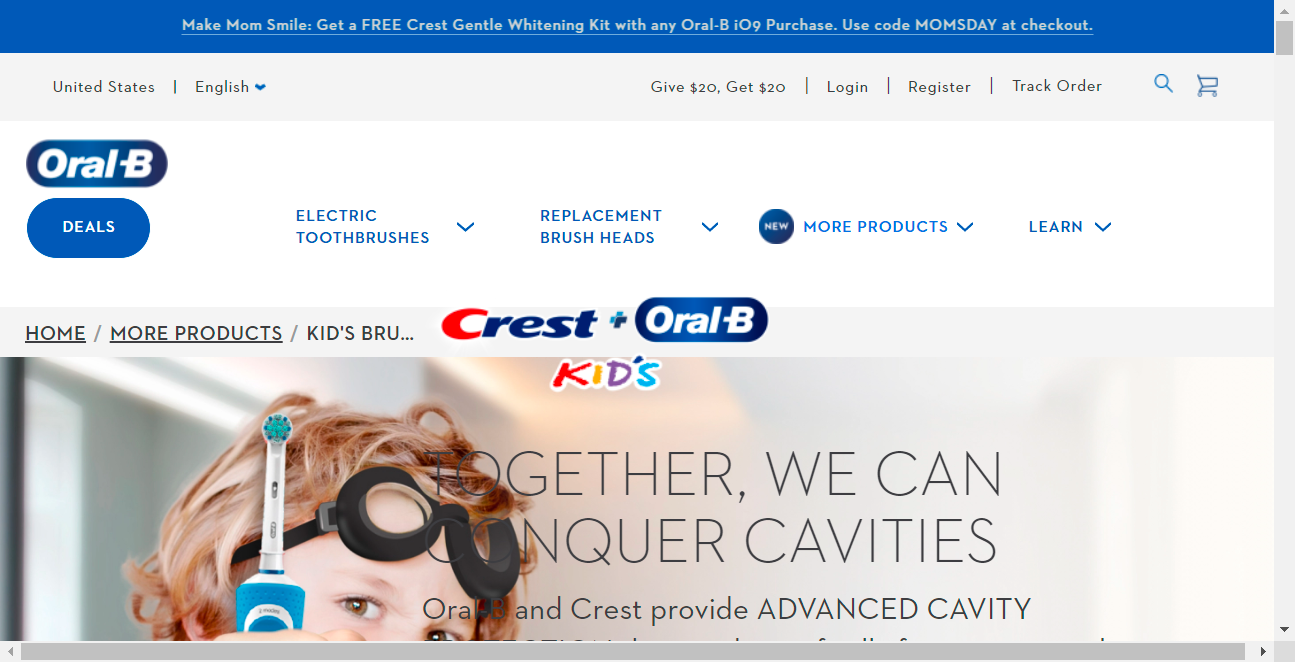 Make Mom Smile: Get a FREE Crest Gentle Whitening Kit with any Oral-B iO9 Purchase. Use code MOMSDAY at checkout.
United States | English
Give $20, Get $20 | Login | Register | Track Order
Oral-B
DEALS
ELECTRIC
TOOTHBRUSHES
REPLACEMENT
BRUSH HEADS
NEW MORE PRODUCTS
LEARN
HOME / MORE PRODUCTS / KID'S BRU...
Crest + Oral-B
KID'S
TOGETHER, WE CAN
CONQUER CAVITIES
Oral-B and Crest provide ADVANCED CAVITY